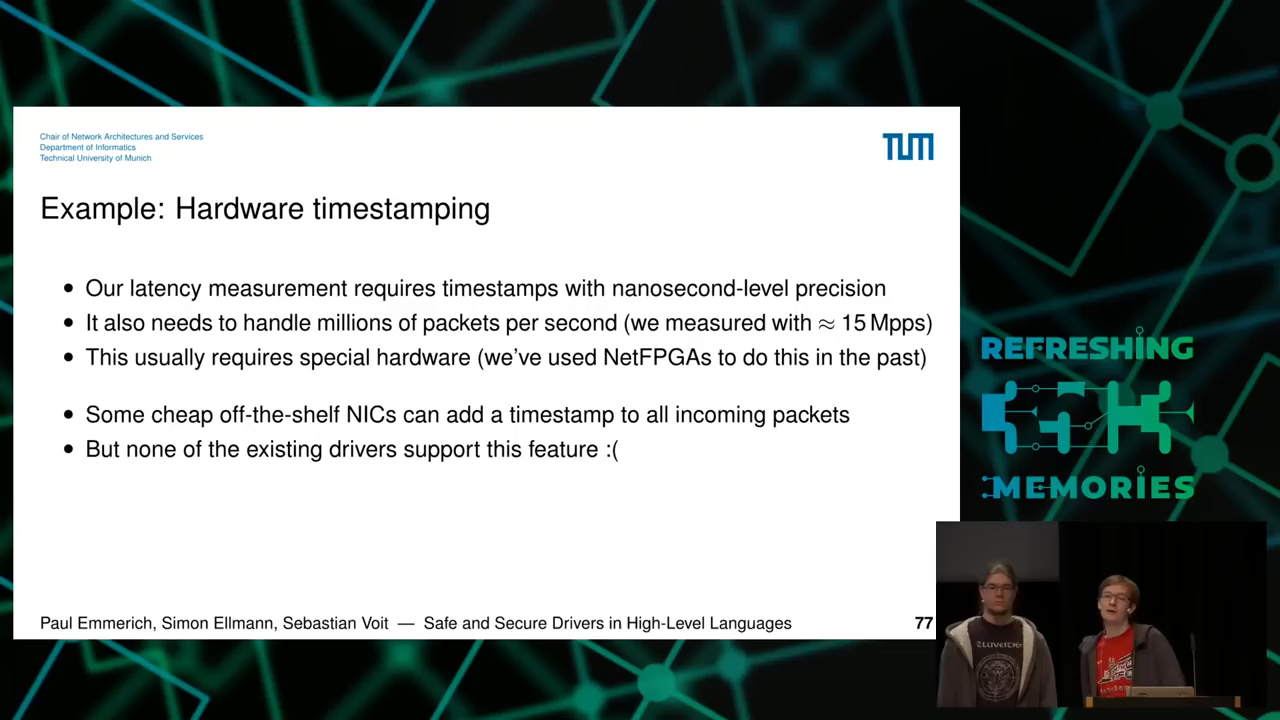 Chair of Network Architectures and Services
Department of Informatics
Technical University of Munich
TUM
Example: Hardware timestamping
• Our latency measurement requires timestamps with nanosecond-level precision
• It also needs to handle millions of packets per second (we measured with ≈ 15 Mpps)
• This usually requires special hardware (we've used NetFPGAs to do this in the past)
• Some cheap off-the-shelf NICs can add a timestamp to all incoming packets
• But none of the existing drivers support this feature :(
Paul Emmerich, Simon Ellmann, Sebastian Voit — Safe and Secure Drivers in High-Level Languages
77
REFRESHING
MEMORIES